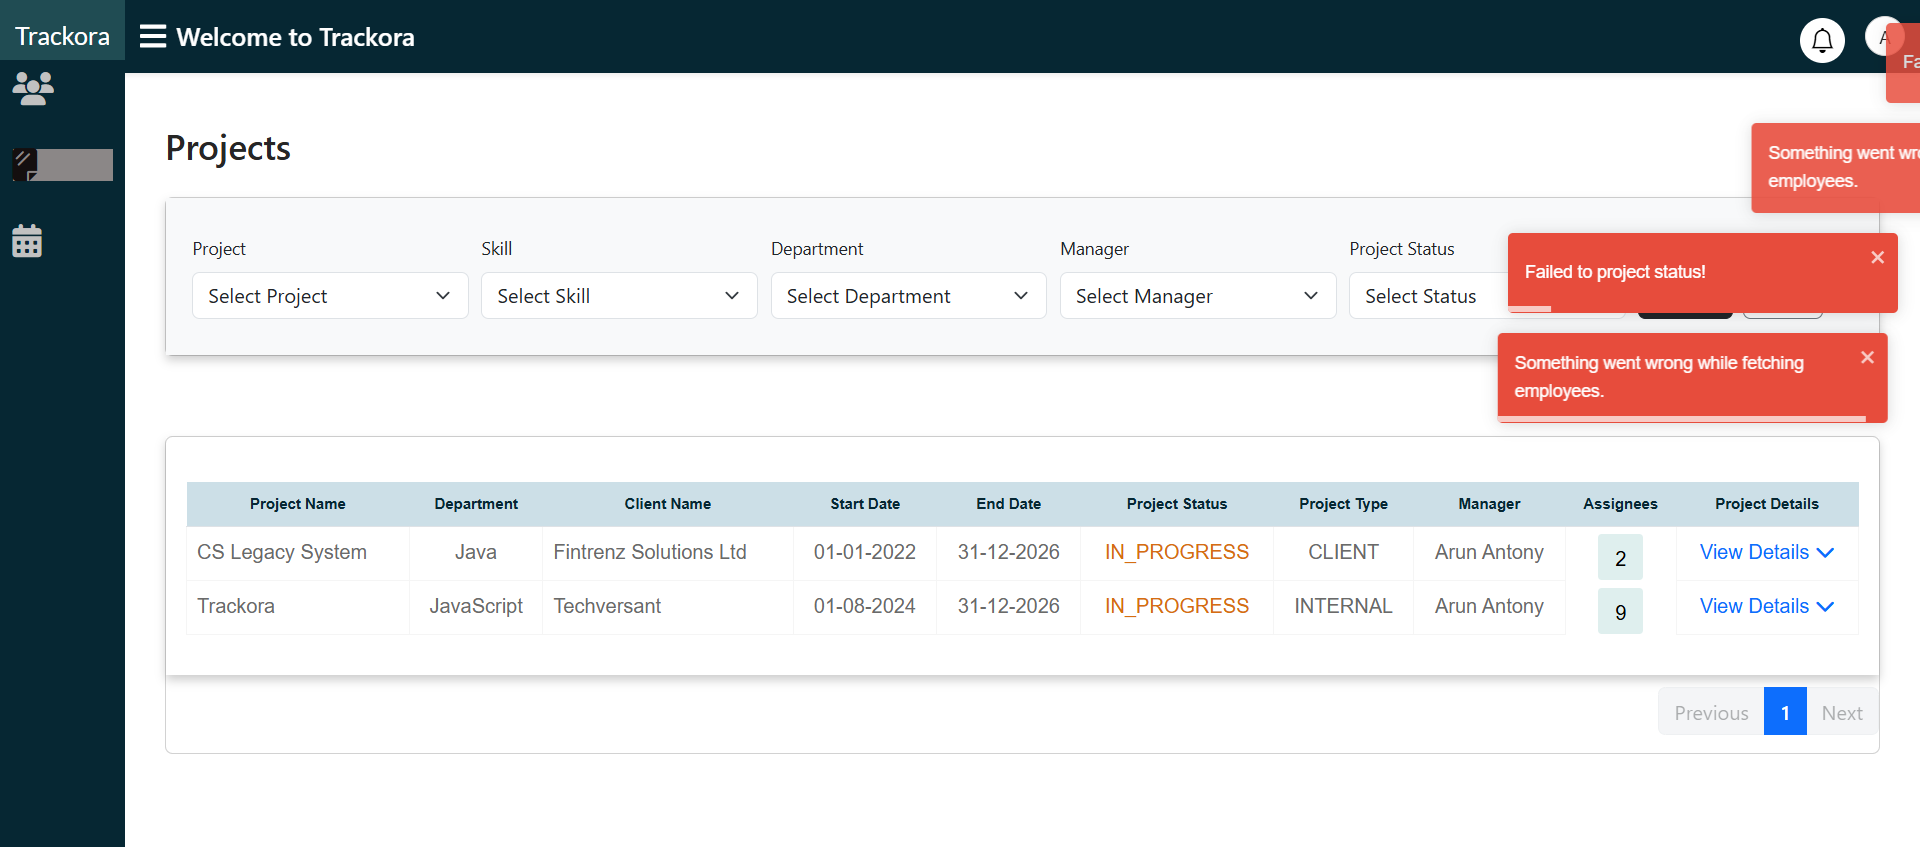 Trackora
Welcome to Trackora
A
Fa
Something went wro
employees.
Projects
Project
Skill
Department
Manager
Project Status
Select Project
Select Skill
Select Department
Select Manager
Select Status
Failed to project status!
Something went wrong while fetching
employees.
Project Name Department Client Name Start Date End Date Project Status Project Type Manager Assignees Project Details
CS Legacy System Java Fintrenz Solutions Ltd 01-01-2022 31-12-2026 IN_PROGRESS CLIENT Arun Antony 2 View Details
Trackora JavaScript Techversant 01-08-2024 31-12-2026 IN_PROGRESS INTERNAL Arun Antony 9 View Details
Previous 1 Next